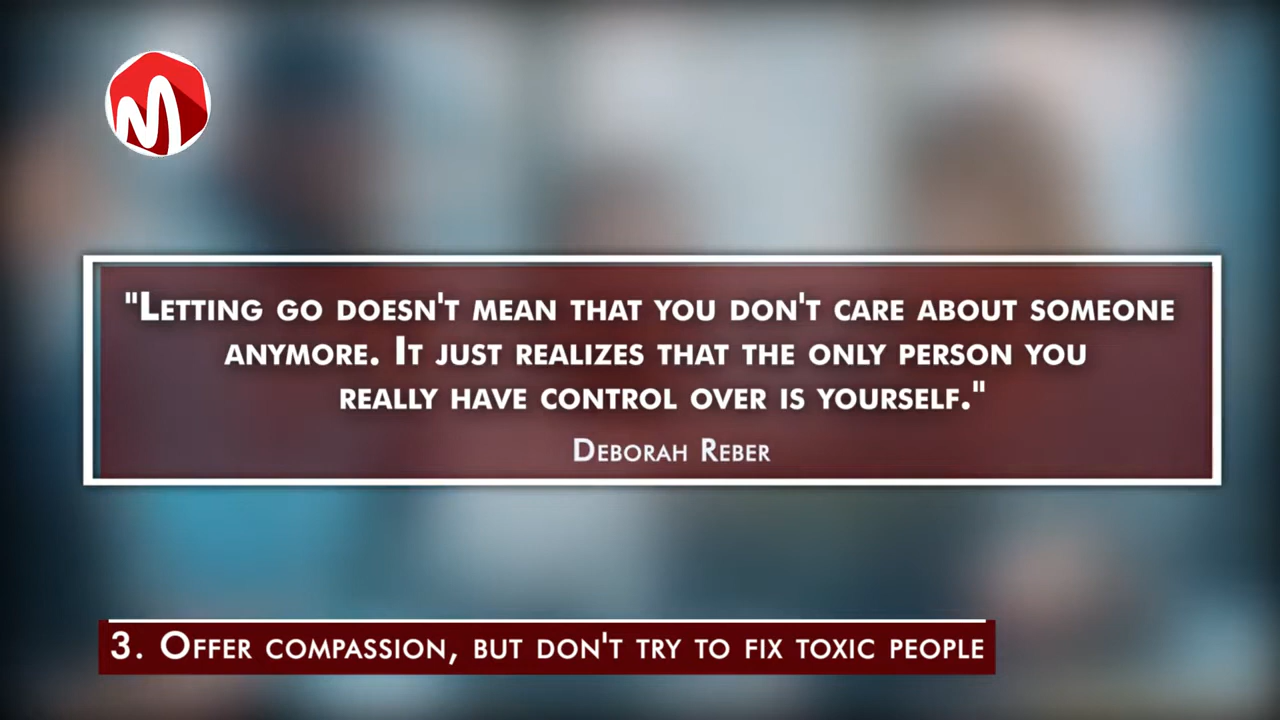 "Letting go doesn't mean that you don't care about someone
anymore. It just realizes that the only person you
really have control over is yourself."
Deborah Reber
3. Offer compassion, but don't try to fix toxic people